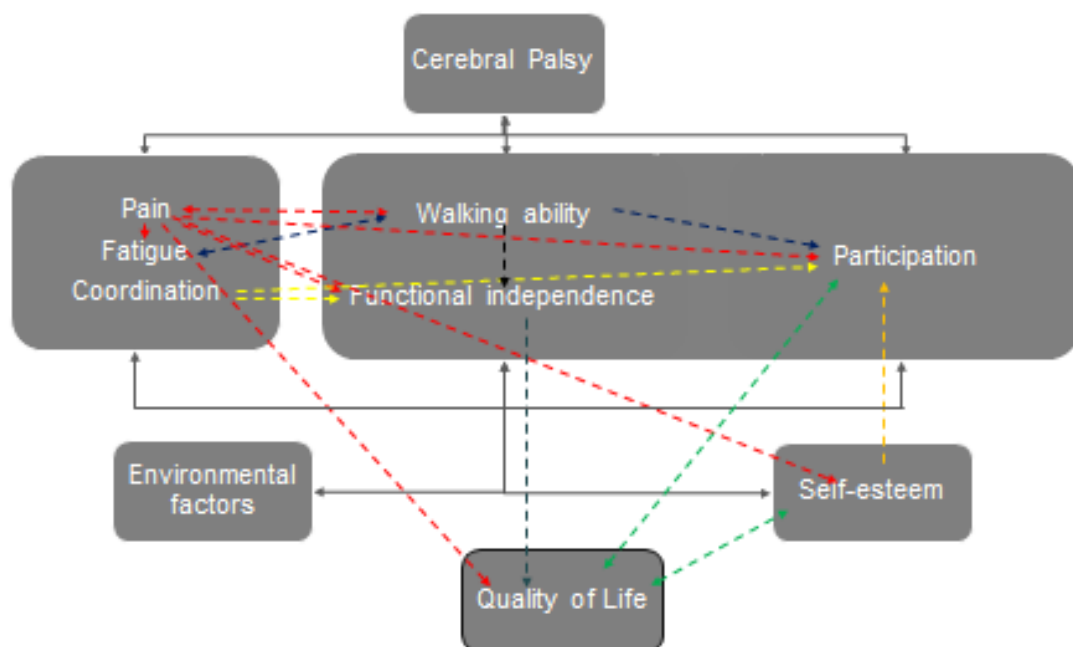 Cerebral Palsy
Pain
Walking ability
Fatigue
Participation
Coordination
Functional independence
Environmental
factors
Self-esteem
Quality of Life